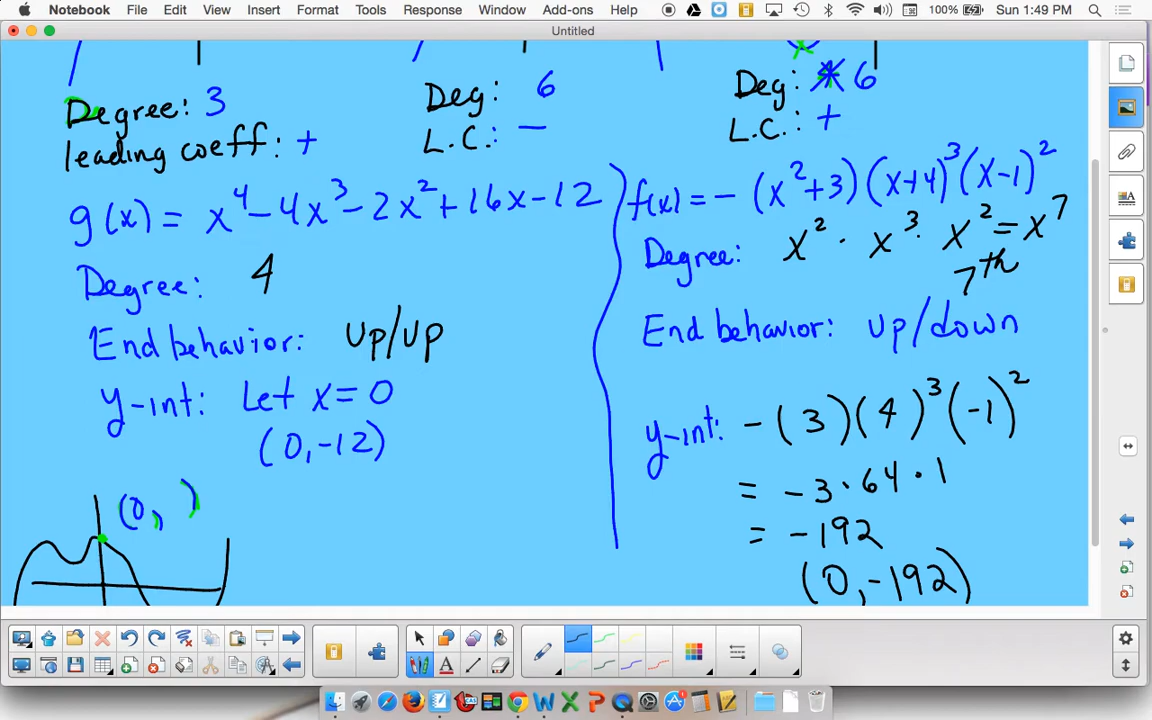 Notebook File Edit View Insert Format Tools Resources Window Add-ons Help 100% Sun 1:49 PM
Untitled
Degree: 3
leading coeff: +
Deg: 6
L.C.: −
Deg: 6
L.C.: +
g(x) = x⁴−4x³−2x²+16x−12
Degree: 4
End behavior: up/up
y-int: Let x=0
(0,−12)
(0, )
f(x) = −(x²+3)(x+4)³(x−1)²
Degree: x² · x³ · x² = x⁷
7th
End behavior: up/down
y-int: −(3)(4)³(−1)²
= −3·64·1
= −192
(0,−192)